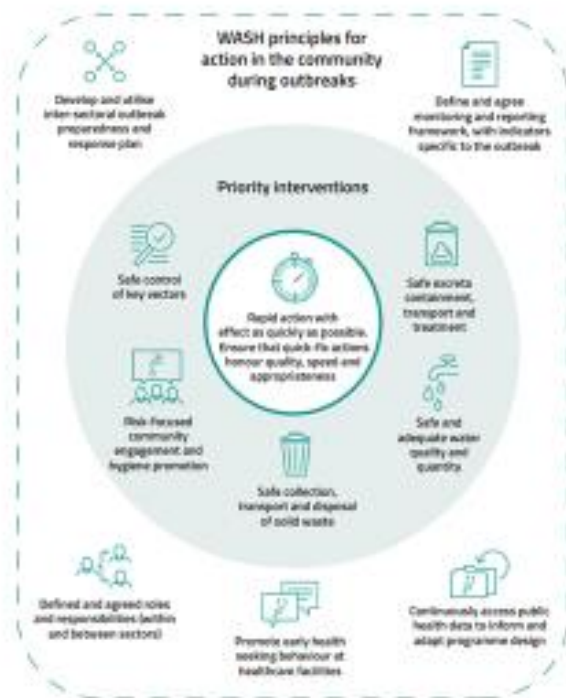 WASH principles for
action in the community
during outbreaks
Develop and utilise
inter-sectoral outbreak
preparedness and
response plan
Define and agree
monitoring and reporting
framework, with indicators
specific to the outbreak
Priority interventions
Safe control
of key vectors
Rapid action with
effect as quickly as possible.
Ensure that quick-fix actions
honour quality, speed and
appropriateness
Safe excreta
containment,
transport and
treatment
Risk-focused
community
engagement and
hygiene promotion
Safe and
adequate water
quality and
quantity
Safe collection,
transport and disposal
of solid waste
Defined and agreed roles
and responsibilities (within
and between sectors)
Promote early health
seeking behaviour at
healthcare facilities
Continuously access public
health data to inform and
adapt programme design